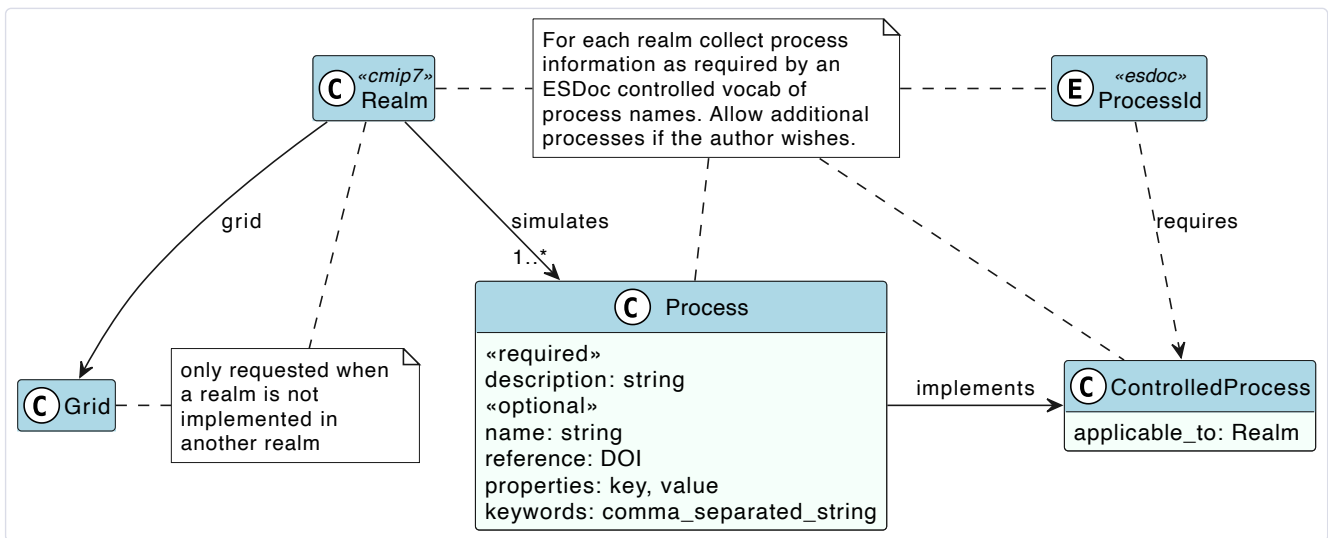 C
«cmip7»
Realm
For each realm collect process
information as required by an
ESDoc controlled vocab of
process names. Allow additional
processes if the author wishes.
E
«esdoc»
ProcessId
grid
simulates
1..*
requires
C
Process
«required»
description: string
«optional»
name: string
reference: DOI
properties: key, value
keywords: comma_separated_string
only requested when
a realm is not
implemented in
another realm
C
Grid
implements
C
ControlledProcess
applicable_to: Realm